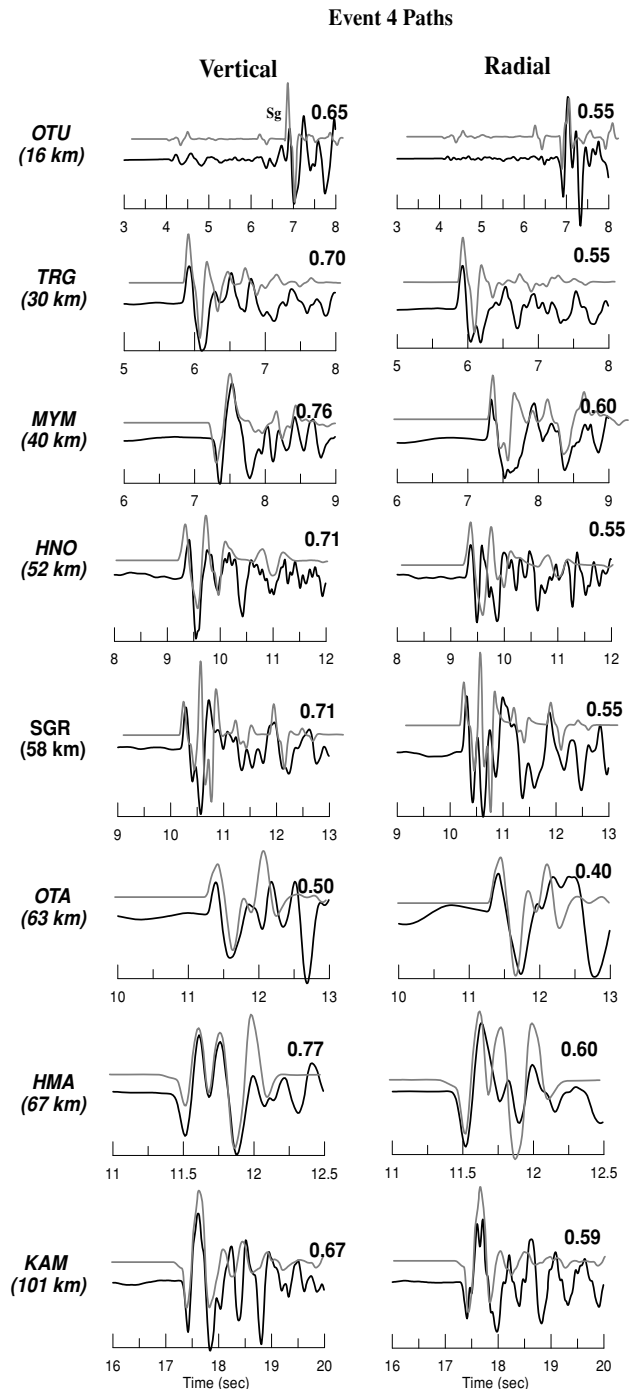 Event 4 Paths
Vertical
Radial
OTU
(16 km)
Sg
0.65
0.55
3 4 5 6 7 8
3 4 5 6 7 8
TRG
(30 km)
0.70
0.55
5 6 7 8
5 6 7 8
MYM
(40 km)
0.76
0.60
6 7 8 9
6 7 8 9
HNO
(52 km)
0.71
0.55
8 9 10 11 12
8 9 10 11 12
SGR
(58 km)
0.71
0.55
9 10 11 12 13
9 10 11 12 13
OTA
(63 km)
0.50
0.40
10 11 12 13
10 11 12 13
HMA
(67 km)
0.77
0.60
11 11.5 12 12.5
11 11.5 12 12.5
KAM
(101 km)
0.67
0.59
16 17 18 19 20
16 17 18 19 20
Time (sec)
Time (sec)